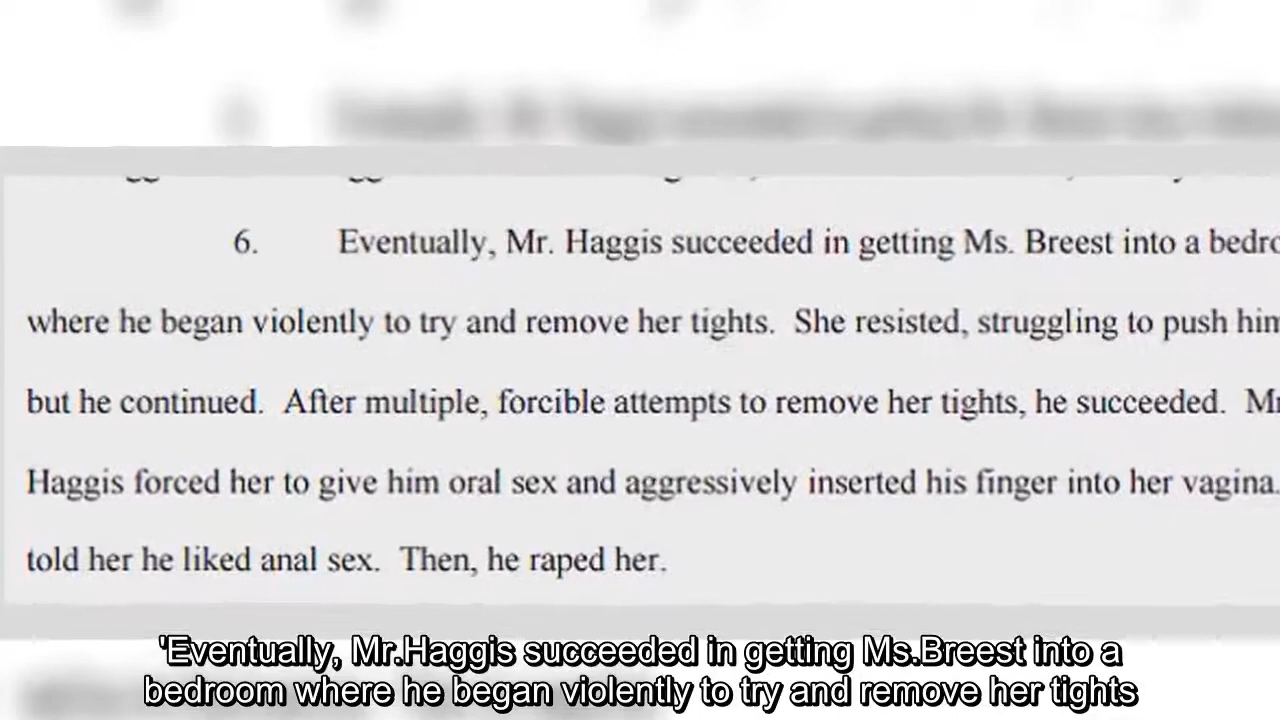 6. Eventually, Mr. Haggis succeeded in getting Ms. Breest into a
where he began violently to try and remove her tights. She resisted, struggling to push
but he continued. After multiple, forcible attempts to remove her tights, he succeeded.
Haggis forced her to give him oral sex and aggressively inserted his finger into her vagina.
told her he liked anal sex. Then, he raped her.
'Eventually, Mr.Haggis succeeded in getting Ms.Breest into a
bedroom where he began violently to try and remove her tights